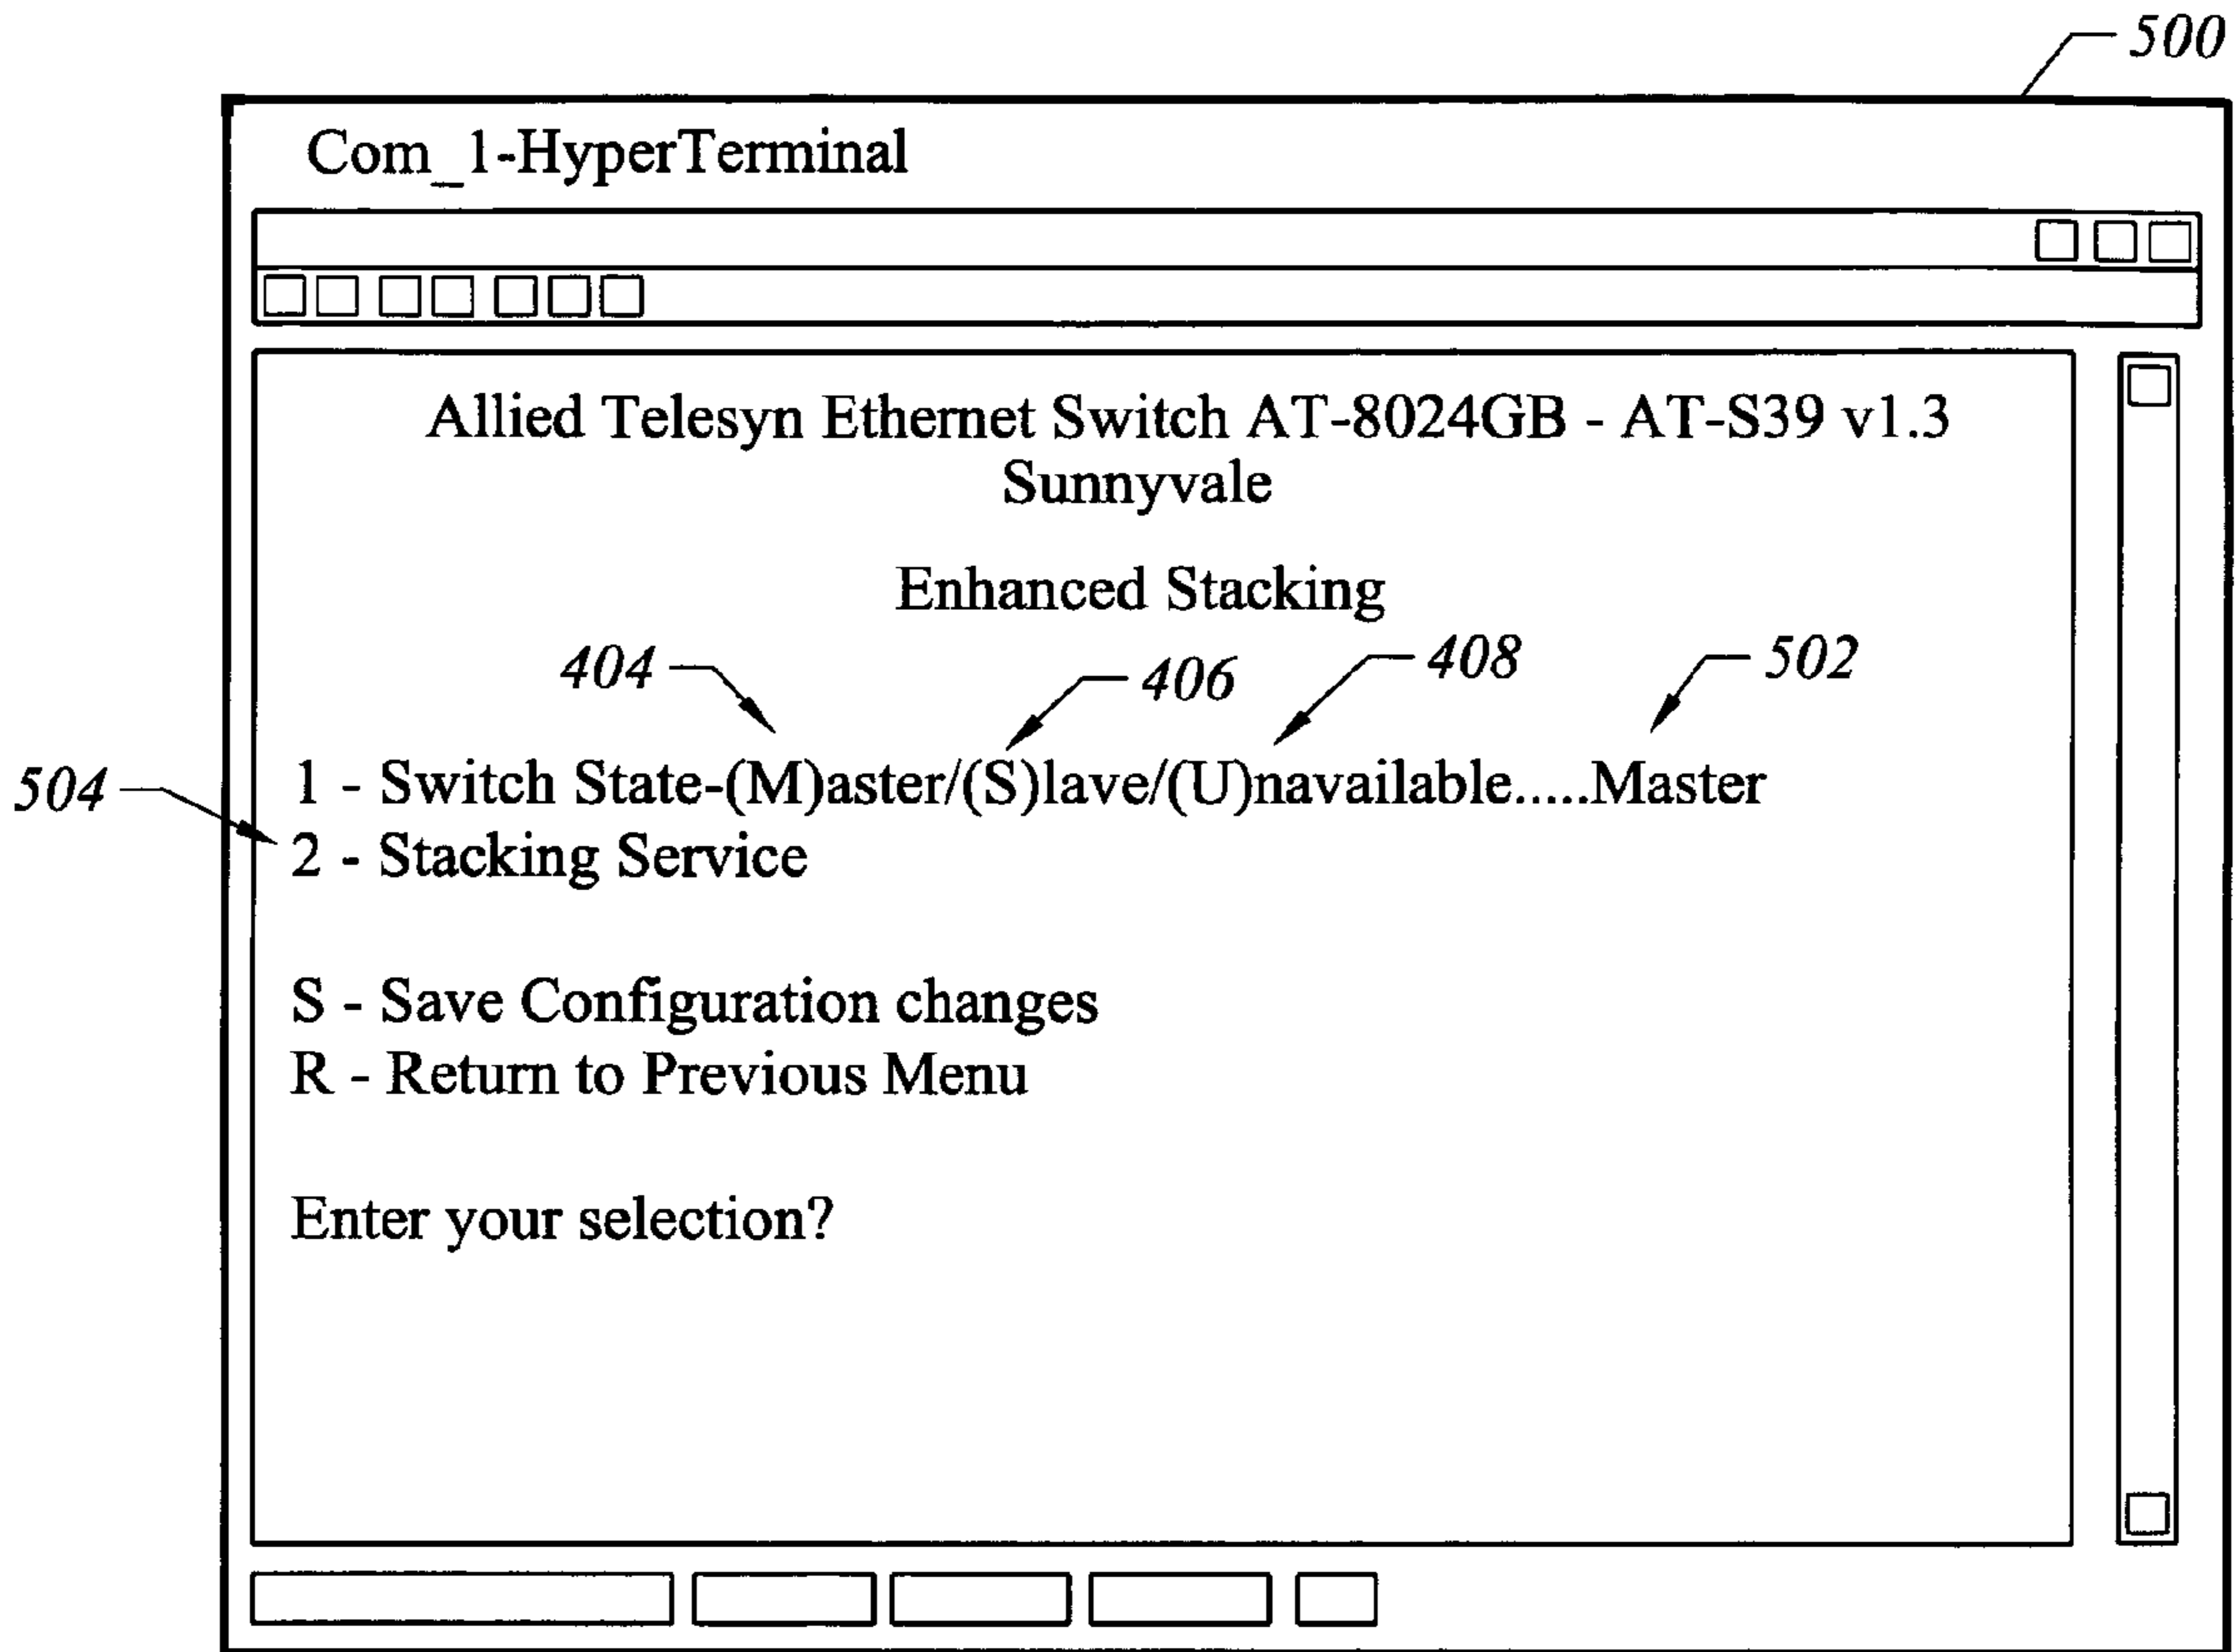 500
Com_1-HyperTerminal
Allied Telesyn Ethernet Switch AT-8024GB - AT-S39 v1.3
Sunnyvale
Enhanced Stacking
404 406 408 502
1 - Switch State-(M)aster/(S)lave/(U)navailable.....Master
504
2 - Stacking Service
S - Save Configuration changes
R - Return to Previous Menu
Enter your selection?